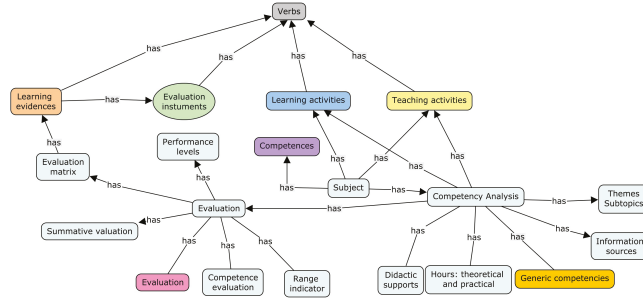 Verbs
has
has
has
has
Learning
evidences
has
Evaluation
instuments
Learning activities
Teaching activities
has
Performance
levels
Competences
has
has
has
has
Evaluation
matrix
has
has
has
Subject
has
Competency Analysis
has
Themes
Subtopics
Evaluation
has
Summative valuation
has
has
has
has
has
has
has
has
has
Information
sources
Evaluation
Competence
evaluation
Range
indicator
Didactic
supports
Hours: theoretical
and practical
Generic competencies